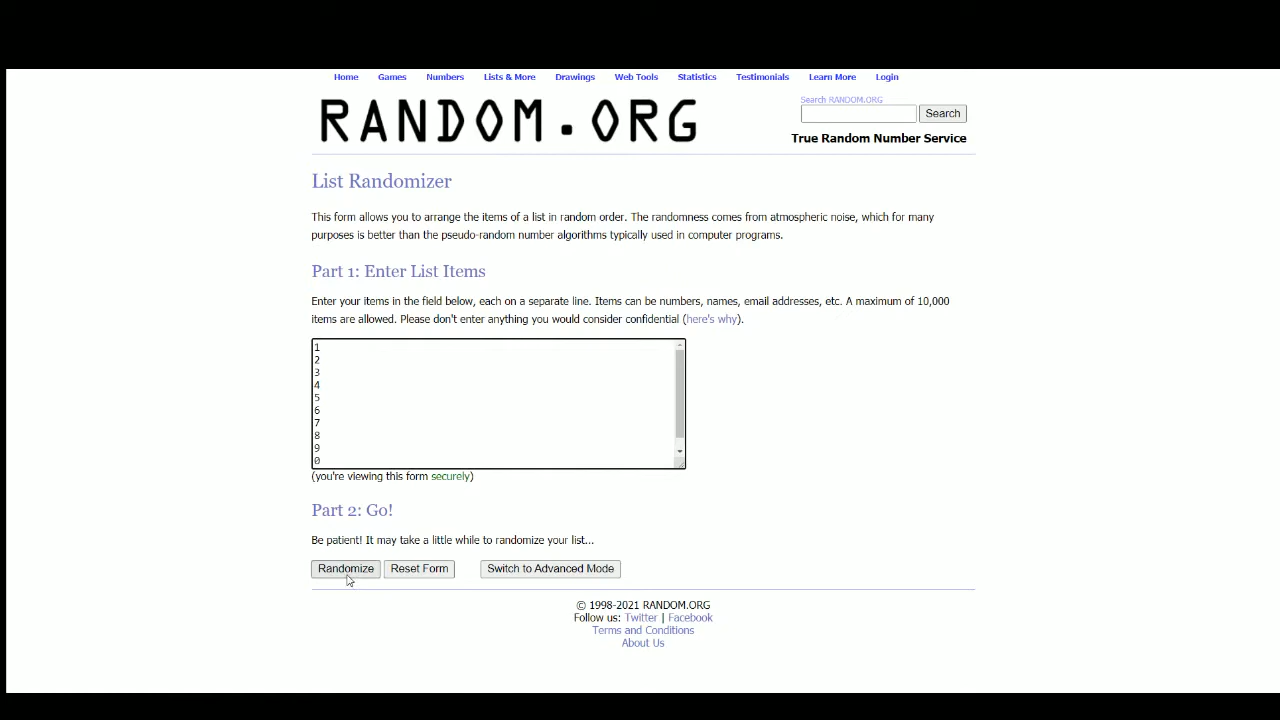 Home Games Numbers Lists & More Drawings Web Tools Statistics Testimonials Learn More Login
RANDOM.ORG
Search RANDOM.ORG
Search
True Random Number Service
List Randomizer
This form allows you to arrange the items of a list in random order. The randomness comes from atmospheric noise, which for many
purposes is better than the pseudo-random number algorithms typically used in computer programs.
Part 1: Enter List Items
Enter your items in the field below, each on a separate line. Items can be numbers, names, email addresses, etc. A maximum of 10,000
items are allowed. Please don't enter anything you would consider confidential (here's why).
1
2
3
4
5
6
7
8
9
0
(you're viewing this form securely)
Part 2: Go!
Be patient! It may take a little while to randomize your list...
Randomize Reset Form Switch to Advanced Mode
© 1998-2021 RANDOM.ORG
Follow us: Twitter | Facebook
Terms and Conditions
About Us